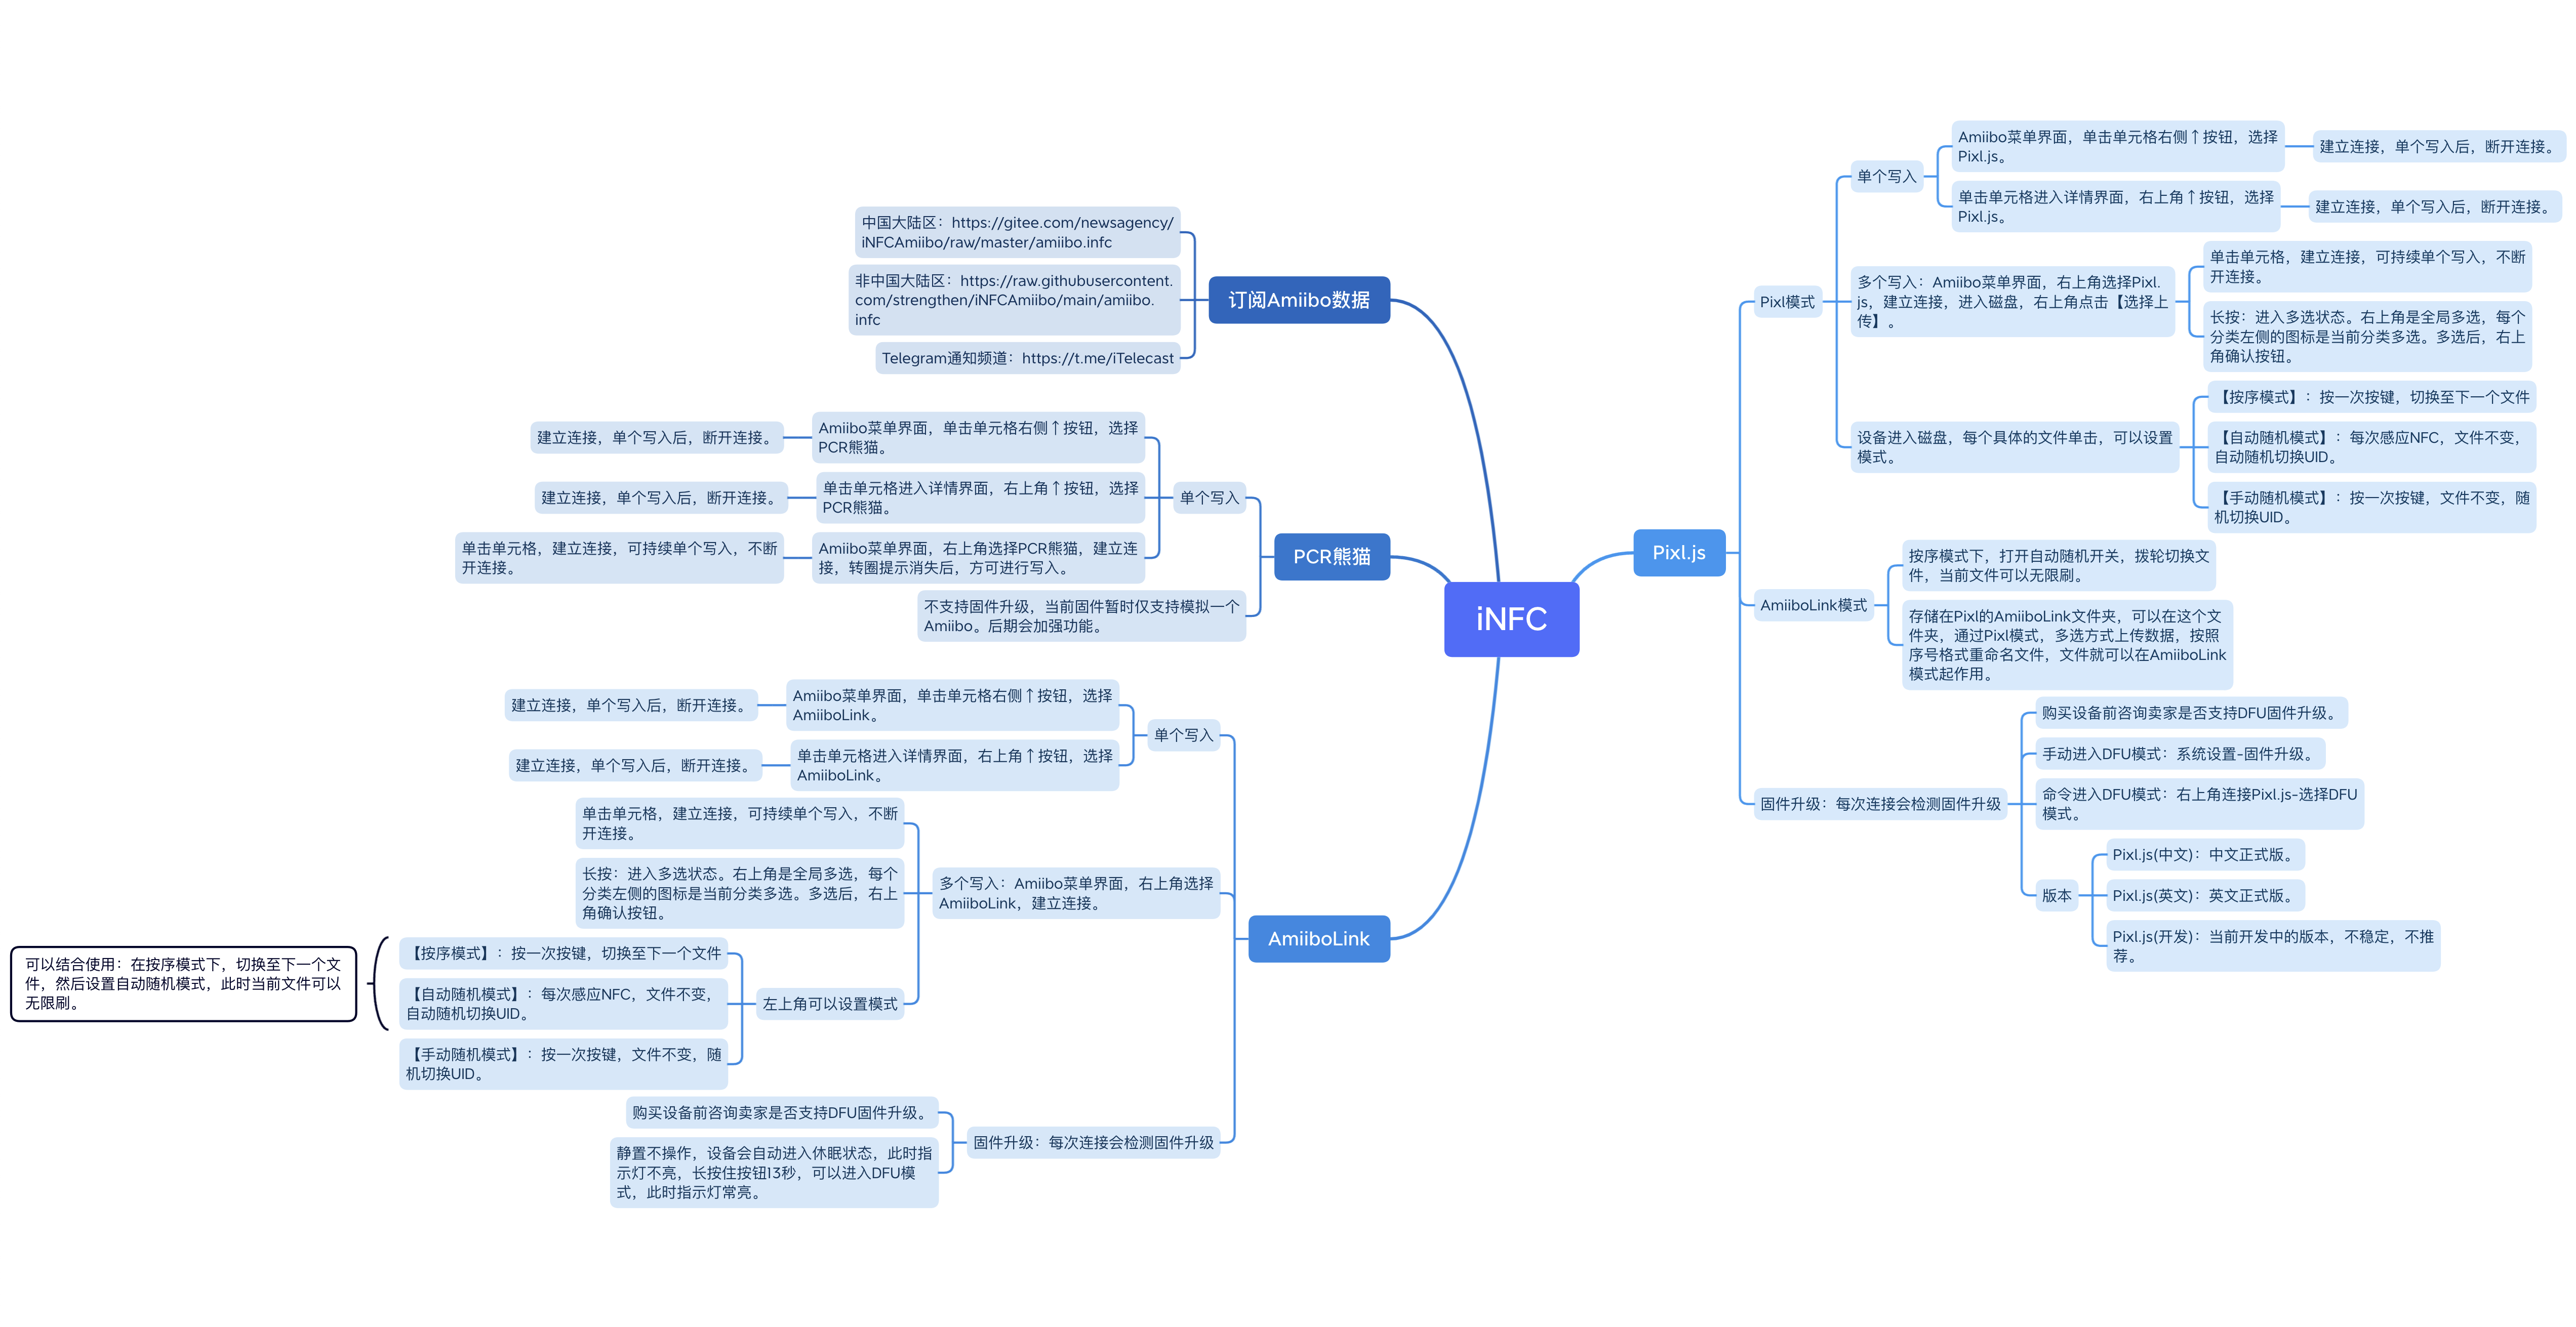 iNFC
订阅Amiibo数据
中国大陆区：https://gitee.com/newsagency/
iNFCAmiibo/raw/master/amiibo.infc
非中国大陆区：https://raw.githubusercontent.
com/strengthen/iNFCAmiibo/main/amiibo.
infc
Telegram通知频道：https://t.me/iTelecast
PCR熊猫
单个写入
Amiibo菜单界面，单击单元格右侧↑按钮，选择
PCR熊猫。
建立连接，单个写入后，断开连接。
单击单元格进入详情界面，右上角↑按钮，选择
PCR熊猫。
建立连接，单个写入后，断开连接。
Amiibo菜单界面，右上角选择PCR熊猫，建立连
接，转圈提示消失后，方可进行写入。
单击单元格，建立连接，可持续单个写入，不断
开连接。
不支持固件升级，当前固件暂时仅支持模拟一个
Amiibo。后期会加强功能。
AmiiboLink
单个写入
Amiibo菜单界面，单击单元格右侧↑按钮，选择
AmiiboLink。
建立连接，单个写入后，断开连接。
单击单元格进入详情界面，右上角↑按钮，选择
AmiiboLink。
建立连接，单个写入后，断开连接。
多个写入：Amiibo菜单界面，右上角选择
AmiiboLink，建立连接。
单击单元格，建立连接，可持续单个写入，不断
开连接。
长按：进入多选状态。右上角是全局多选，每个
分类左侧的图标是当前分类多选。多选后，右上
角确认按钮。
左上角可以设置模式
【按序模式】：按一次按键，切换至下一个文件
【自动随机模式】：每次感应NFC，文件不变，
自动随机切换UID。
【手动随机模式】：按一次按键，文件不变，随
机切换UID。
可以结合使用：在按序模式下，切换至下一个文
件，然后设置自动随机模式，此时当前文件可以
无限刷。
固件升级：每次连接会检测固件升级
购买设备前咨询卖家是否支持DFU固件升级。
静置不操作，设备会自动进入休眠状态，此时指
示灯不亮，长按住按钮13秒，可以进入DFU模
式，此时指示灯常亮。
Pixl.js
Pixl模式
单个写入
Amiibo菜单界面，单击单元格右侧↑按钮，选择
Pixl.js。
建立连接，单个写入后，断开连接。
单击单元格进入详情界面，右上角↑按钮，选择
Pixl.js。
建立连接，单个写入后，断开连接。
多个写入：Amiibo菜单界面，右上角选择Pixl.
js，建立连接，进入磁盘，右上角点击【选择上
传】。
单击单元格，建立连接，可持续单个写入，不断
开连接。
长按：进入多选状态。右上角是全局多选，每个
分类左侧的图标是当前分类多选。多选后，右上
角确认按钮。
设备进入磁盘，每个具体的文件单击，可以设置
模式。
【按序模式】：按一次按键，切换至下一个文件
【自动随机模式】：每次感应NFC，文件不变，
自动随机切换UID。
【手动随机模式】：按一次按键，文件不变，随
机切换UID。
AmiiboLink模式
按序模式下，打开自动随机开关，拨轮切换文
件，当前文件可以无限刷。
存储在Pixl的AmiiboLink文件夹，可以在这个文
件夹，通过Pixl模式，多选方式上传数据，按照
序号格式重命名文件，文件就可以在AmiiboLink
模式起作用。
固件升级：每次连接会检测固件升级
购买设备前咨询卖家是否支持DFU固件升级。
手动进入DFU模式：系统设置-固件升级。
命令进入DFU模式：右上角连接Pixl.js-选择DFU
模式。
版本
Pixl.js(中文)：中文正式版。
Pixl.js(英文)：英文正式版。
Pixl.js(开发)：当前开发中的版本，不稳定，不推
荐。